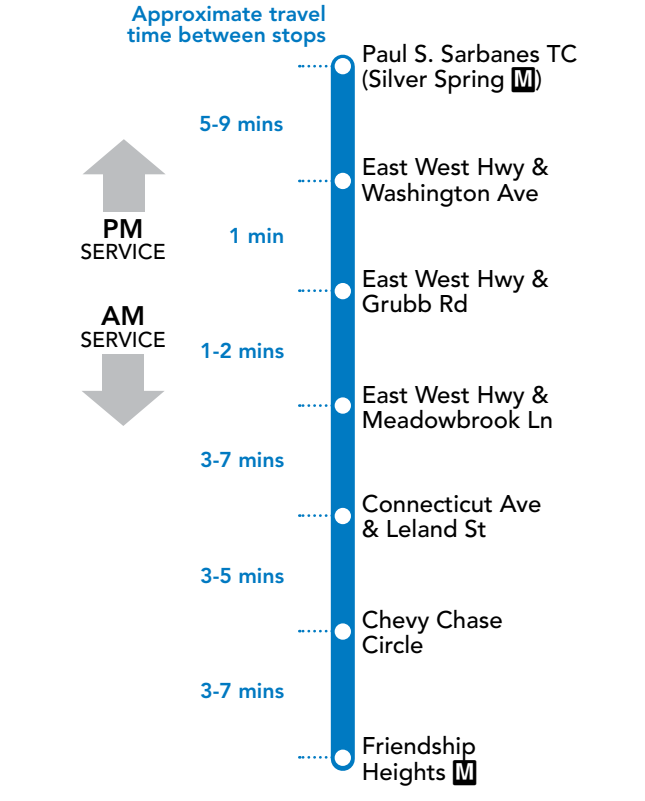 Approximate travel
time between stops
Paul S. Sarbanes TC
(Silver Spring M)
5-9 mins
East West Hwy &
Washington Ave
PM
SERVICE
1 min
East West Hwy &
Grubb Rd
AM
SERVICE
1-2 mins
East West Hwy &
Meadowbrook Ln
3-7 mins
Connecticut Ave
& Leland St
3-5 mins
Chevy Chase
Circle
3-7 mins
Friendship
Heights M